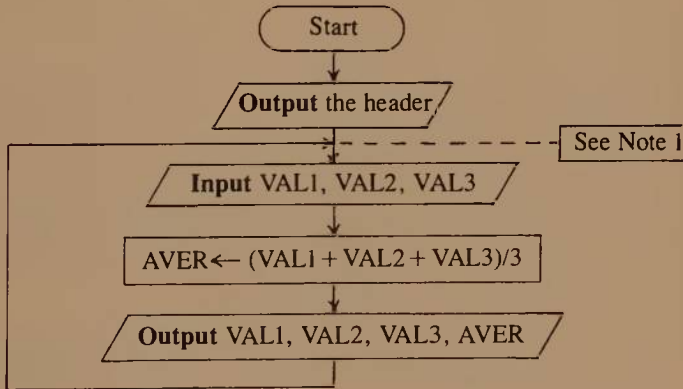 Start
Output the header
See Note 1
Input VAL1, VAL2, VAL3
AVER← (VAL1 + VAL2 + VAL3)/3
Output VAL1, VAL2, VAL3, AVER